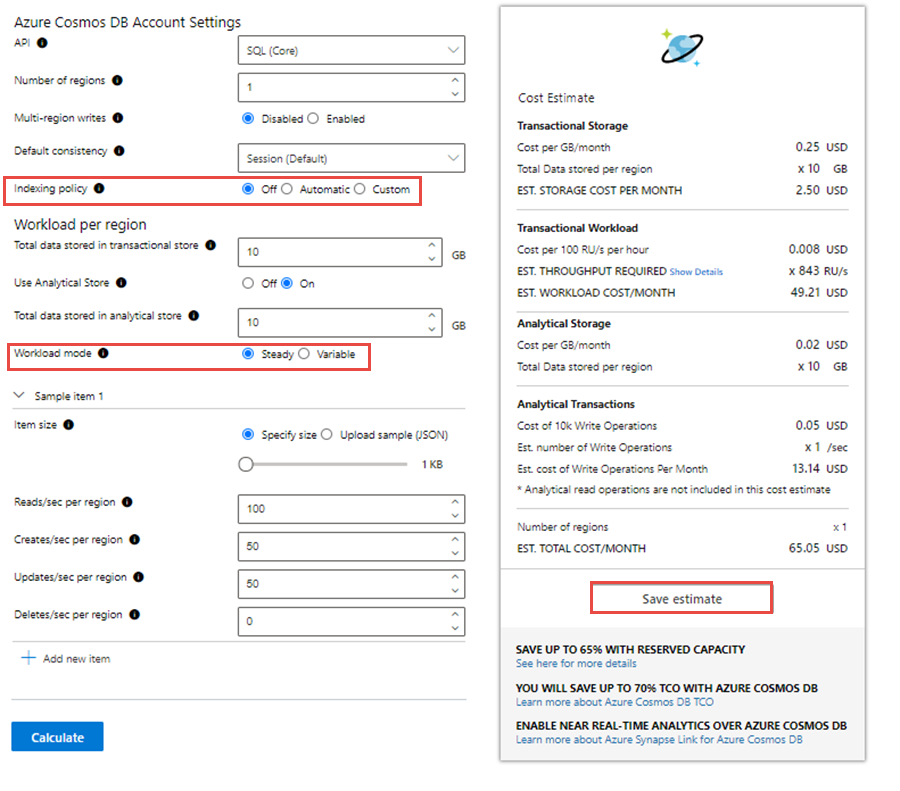 Azure Cosmos DB Account Settings
API
SQL (Core)
Number of regions
1
Multi-region writes
Disabled Enabled
Default consistency
Session (Default)
Indexing policy
Off Automatic Custom
Workload per region
Total data stored in transactional store
10 GB
Use Analytical Store
Off On
Total data stored in analytical store
10 GB
Workload mode
Steady Variable
Sample item 1
Item size
Specify size Upload sample (JSON)
1 KB
Reads/sec per region
100
Creates/sec per region
50
Updates/sec per region
50
Deletes/sec per region
0
Add new item
Calculate
Cost Estimate
Transactional Storage
Cost per GB/month 0.25 USD
Total Data stored per region x 10 GB
EST. STORAGE COST PER MONTH 2.50 USD
Transactional Workload
Cost per 100 RU/s per hour 0.008 USD
EST. THROUGHPUT REQUIRED Show Details x 843 RU/s
EST. WORKLOAD COST/MONTH 49.21 USD
Analytical Storage
Cost per GB/month 0.02 USD
Total Data stored per region x 10 GB
Analytical Transactions
Cost of 10k Write Operations 0.05 USD
Est. number of Write Operations x 1 /sec
Est. cost of Write Operations Per Month 13.14 USD
* Analytical read operations are not included in this cost estimate
Number of regions x 1
EST. TOTAL COST/MONTH 65.05 USD
Save estimate
SAVE UP TO 65% WITH RESERVED CAPACITY
See here for more details
YOU WILL SAVE UP TO 70% TCO WITH AZURE COSMOS DB
Learn more about Azure Cosmos DB TCO
ENABLE NEAR REAL-TIME ANALYTICS OVER AZURE COSMOS DB
Learn more about Azure Synapse Link for Azure Cosmos DB